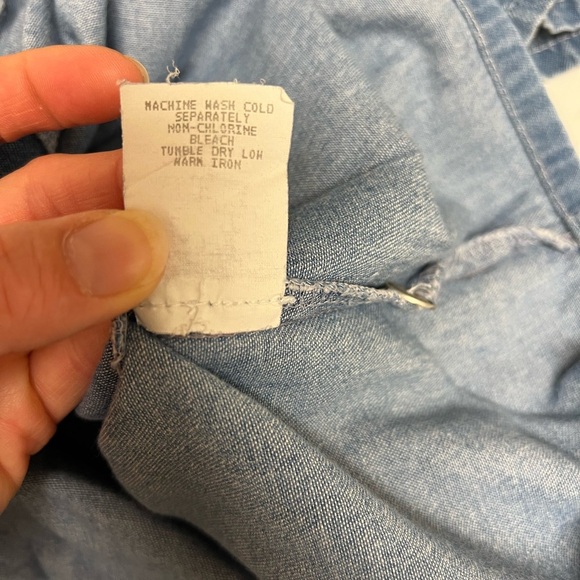 MACHINE WASH COLD
SEPARATELY
NON-CHLORINE
BLEACH
TUMBLE DRY LOW
WARM IRON